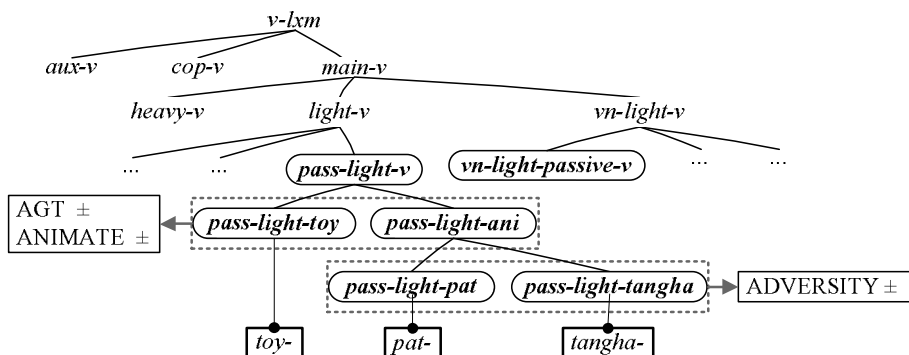 v-lxm
aux-v cop-v main-v
heavy-v light-v vn-light-v
... ... pass-light-v vn-light-passive-v ... ...
AGT ±
ANIMATE ±
pass-light-toy pass-light-ani
pass-light-pat pass-light-tangha
ADVERSITY ±
toy- pat- tangha-